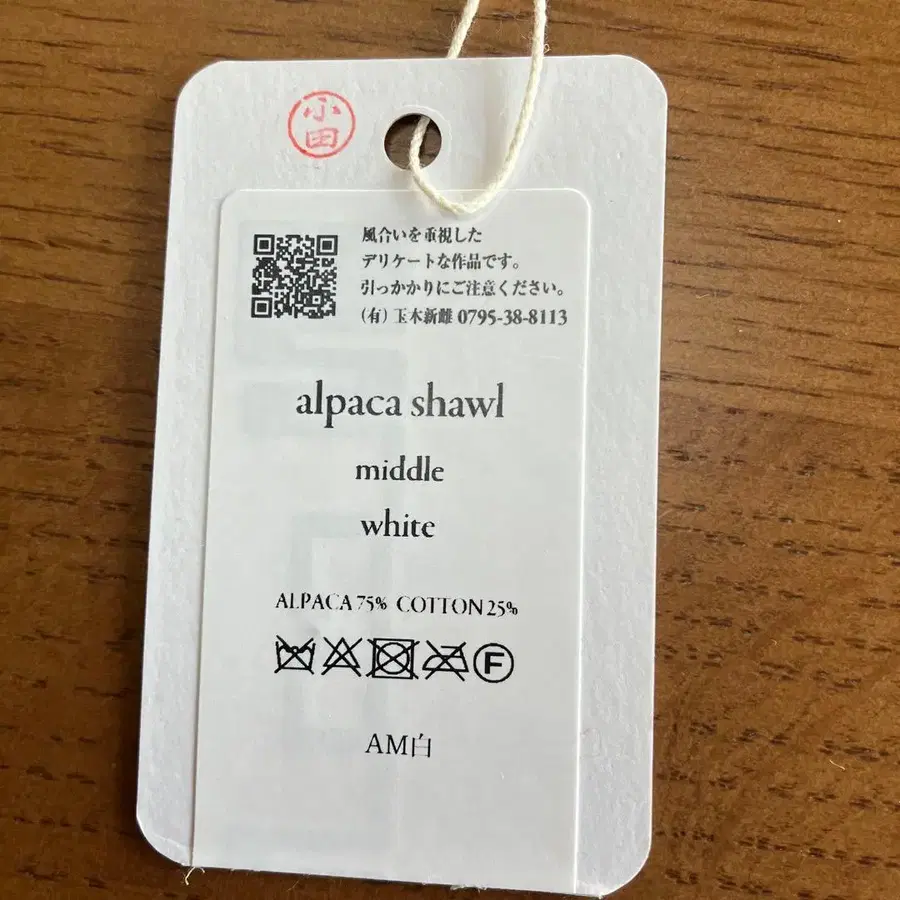 小田
風合いを重視した
デリケートな作品です。
引っかかりにご注意ください。
(有) 玉木新雌 0795-38-8113
alpaca shawl
middle
white
ALPACA 75% COTTON 25%
F
AM白